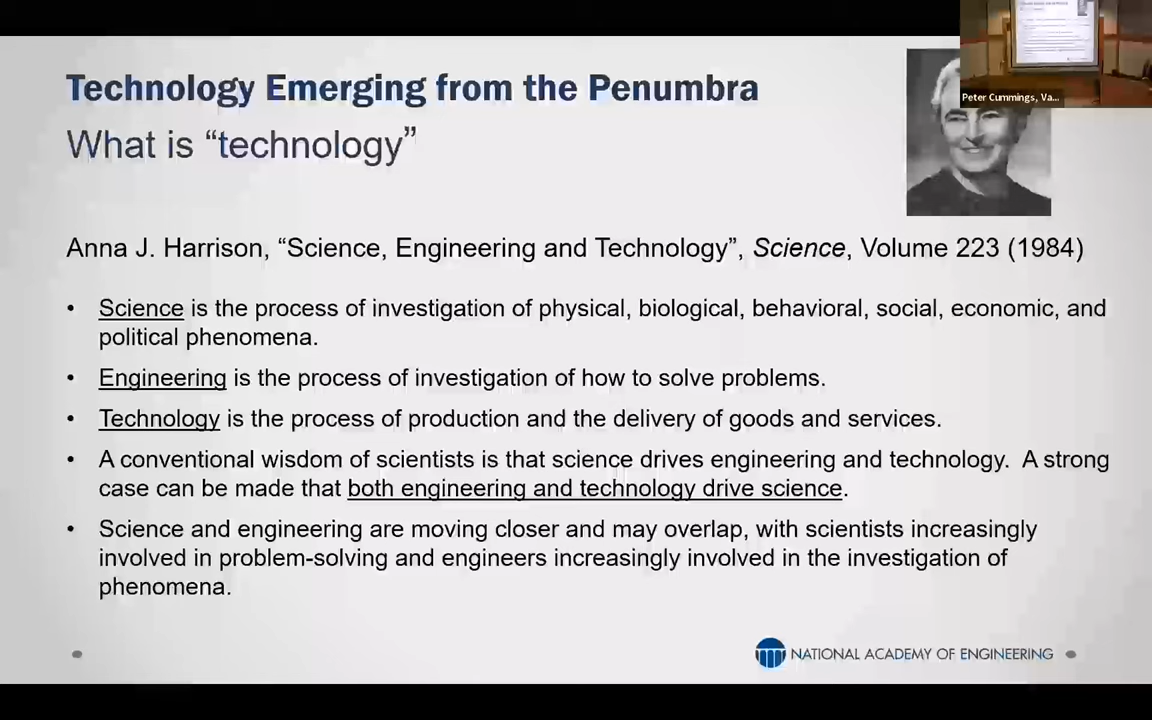 Technology Emerging from the Penumbra
What is “technology”
Peter Cummings, Va...
Anna J. Harrison, “Science, Engineering and Technology”, Science, Volume 223 (1984)
• Science is the process of investigation of physical, biological, behavioral, social, economic, and
political phenomena.
• Engineering is the process of investigation of how to solve problems.
• Technology is the process of production and the delivery of goods and services.
• A conventional wisdom of scientists is that science drives engineering and technology. A strong
case can be made that both engineering and technology drive science.
• Science and engineering are moving closer and may overlap, with scientists increasingly
involved in problem-solving and engineers increasingly involved in the investigation of
phenomena.
NATIONAL ACADEMY OF ENGINEERING